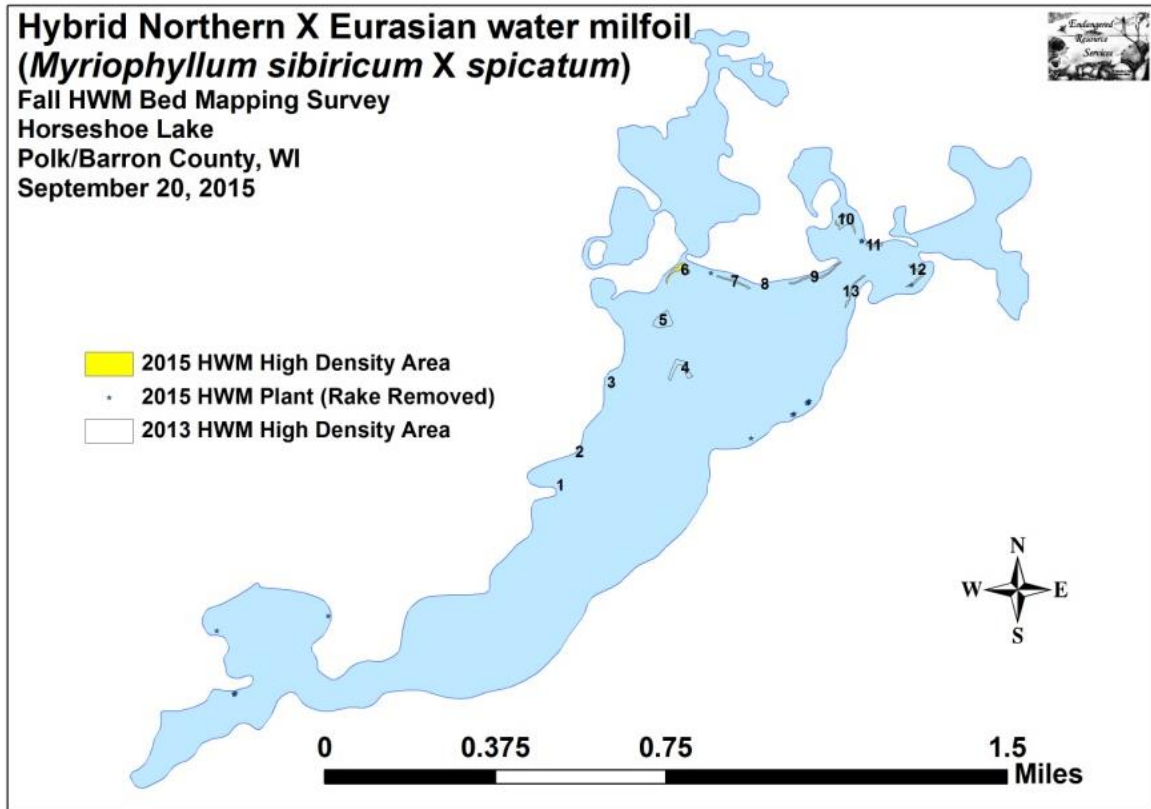 Hybrid Northern X Eurasian water milfoil
(Myriophyllum sibiricum X spicatum)
Fall HWM Bed Mapping Survey
Horseshoe Lake
Polk/Barron County, WI
September 20, 2015
Endangered
Resource
Services
10
11
6
12
7
8
9
13
5
4
3
2
1
2015 HWM High Density Area
2015 HWM Plant (Rake Removed)
2013 HWM High Density Area
N
W E
S
0 0.375 0.75 1.5
Miles